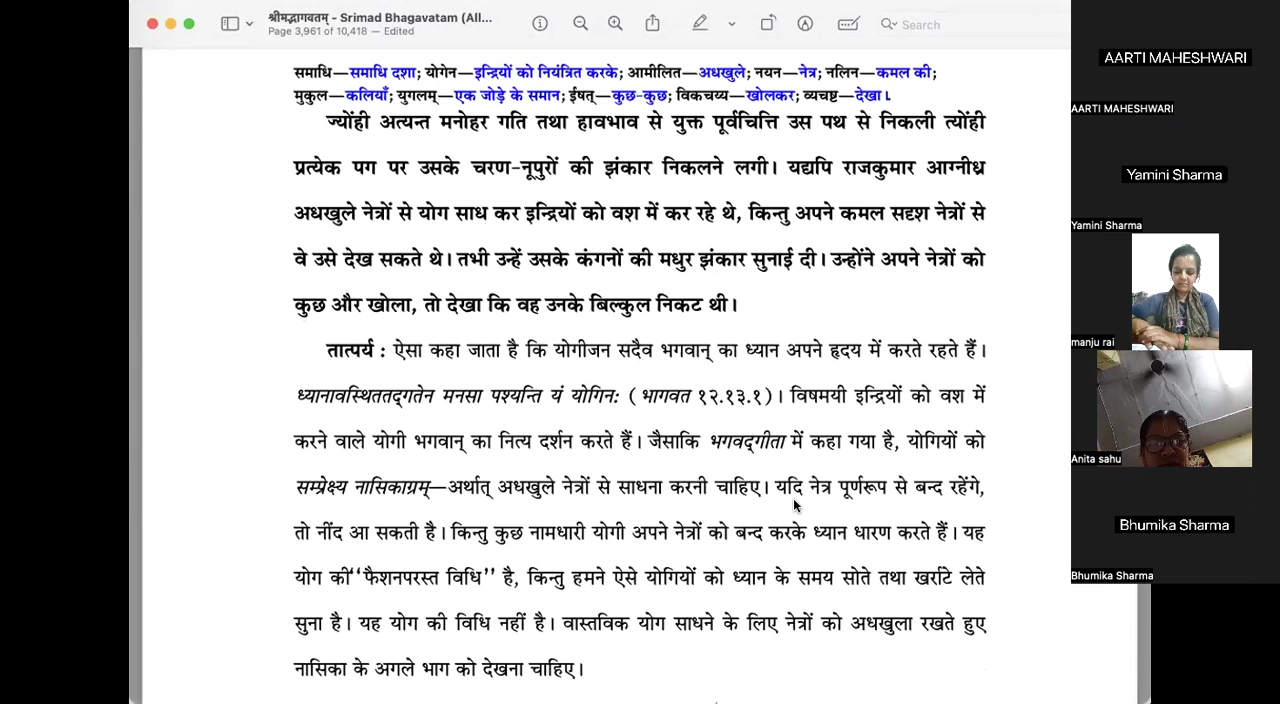 श्रीमद्भागवतम् - Srimad Bhagavatam (All...
Page 3,961 of 10,418 — Edited
Search
समाधि—समाधि दशा; योगेन—इन्द्रियों को नियंत्रित करके; आमीलित—अधखुले; नयन—नेत्र; नलिन—कमल की;
मुकुल—कलियाँ; युगलम्—एक जोड़े के समान; ईषत्—कुछ-कुछ; विकचय्य—खोलकर; व्यचष्ट—देखा।
ज्योंही अत्यन्त मनोहर गति तथा हावभाव से युक्त पूर्वचित्ति उस पथ से निकली त्योंही
प्रत्येक पग पर उसके चरण-नूपुरों की झंकार निकलने लगी। यद्यपि राजकुमार आग्नीध्र
अधखुले नेत्रों से योग साध कर इन्द्रियों को वश में कर रहे थे, किन्तु अपने कमल सदृश नेत्रों से
वे उसे देख सकते थे। तभी उन्हें उसके कंगनों की मधुर झंकार सुनाई दी। उन्होंने अपने नेत्रों को
कुछ और खोला, तो देखा कि वह उनके बिल्कुल निकट थी।
तात्पर्य : ऐसा कहा जाता है कि योगीजन सदैव भगवान् का ध्यान अपने हृदय में करते रहते हैं।
ध्यानावस्थिततद्गतेन मनसा पश्यन्ति यं योगिन: ( भागवत १२.१३.१)। विषमयी इन्द्रियों को वश में
करने वाले योगी भगवान् का नित्य दर्शन करते हैं। जैसाकि भगवद्गीता में कहा गया है, योगियों को
सम्प्रेक्ष्य नासिकाग्रम्—अर्थात् अधखुले नेत्रों से साधना करनी चाहिए। यदि नेत्र पूर्णरूप से बन्द रहेंगे,
तो नींद आ सकती है। किन्तु कुछ नामधारी योगी अपने नेत्रों को बन्द करके ध्यान धारण करते हैं। यह
योग की‘‘फैशनपरस्त विधि’’ है, किन्तु हमने ऐसे योगियों को ध्यान के समय सोते तथा खर्राटे लेते
सुना है। यह योग की विधि नहीं है। वास्तविक योग साधने के लिए नेत्रों को अधखुला रखते हुए
नासिका के अगले भाग को देखना चाहिए।
AARTI MAHESHWARI
AARTI MAHESHWARI
Yamini Sharma
Yamini Sharma
manju rai
Anita sahu
Bhumika Sharma
Bhumika Sharma